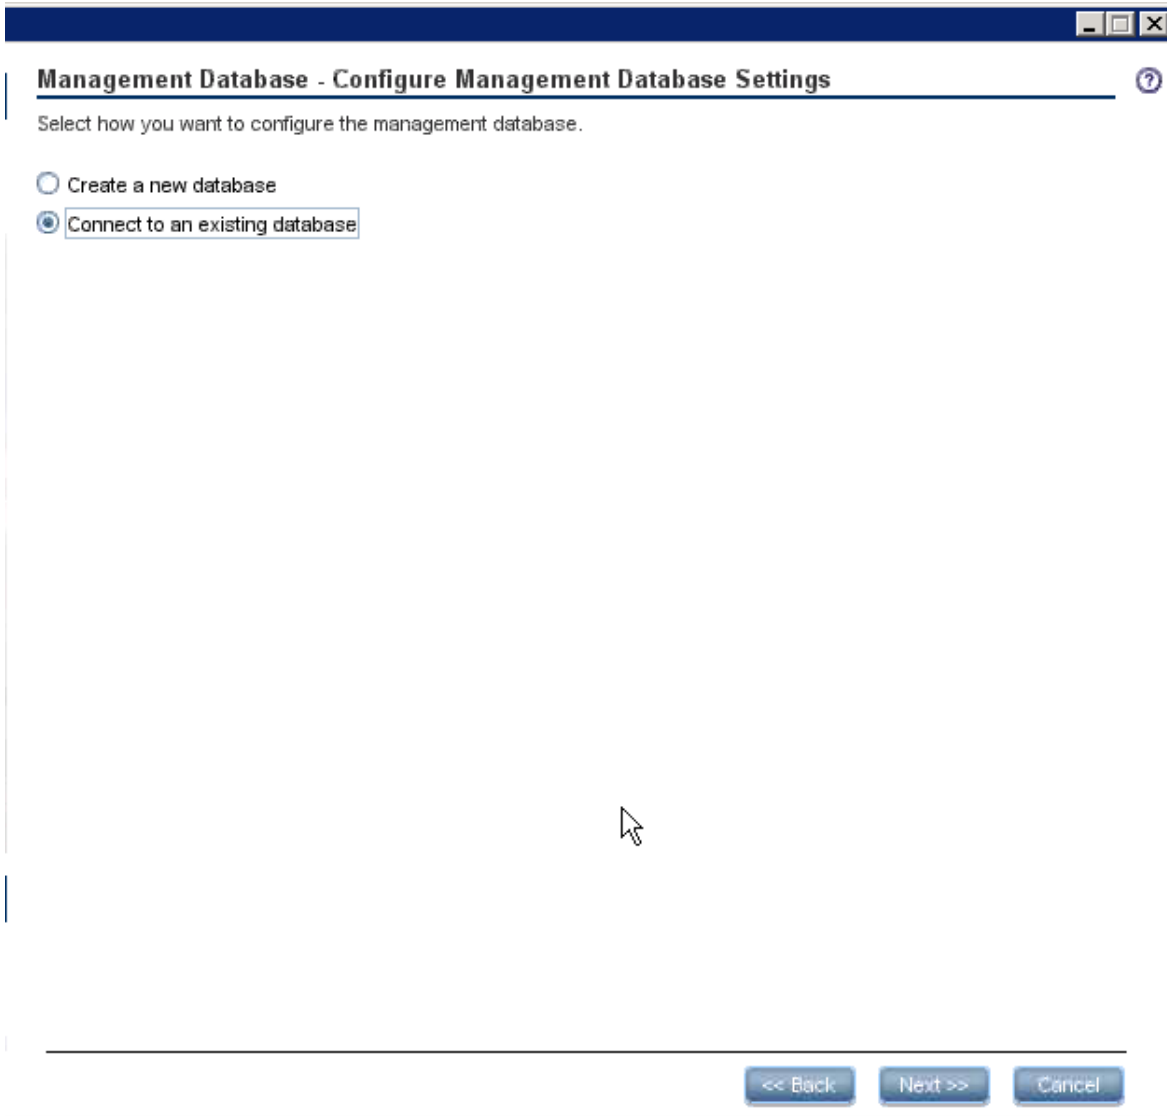 Management Database - Configure Management Database Settings
Select how you want to configure the management database.
Create a new database
Connect to an existing database
<< Back Next >> Cancel